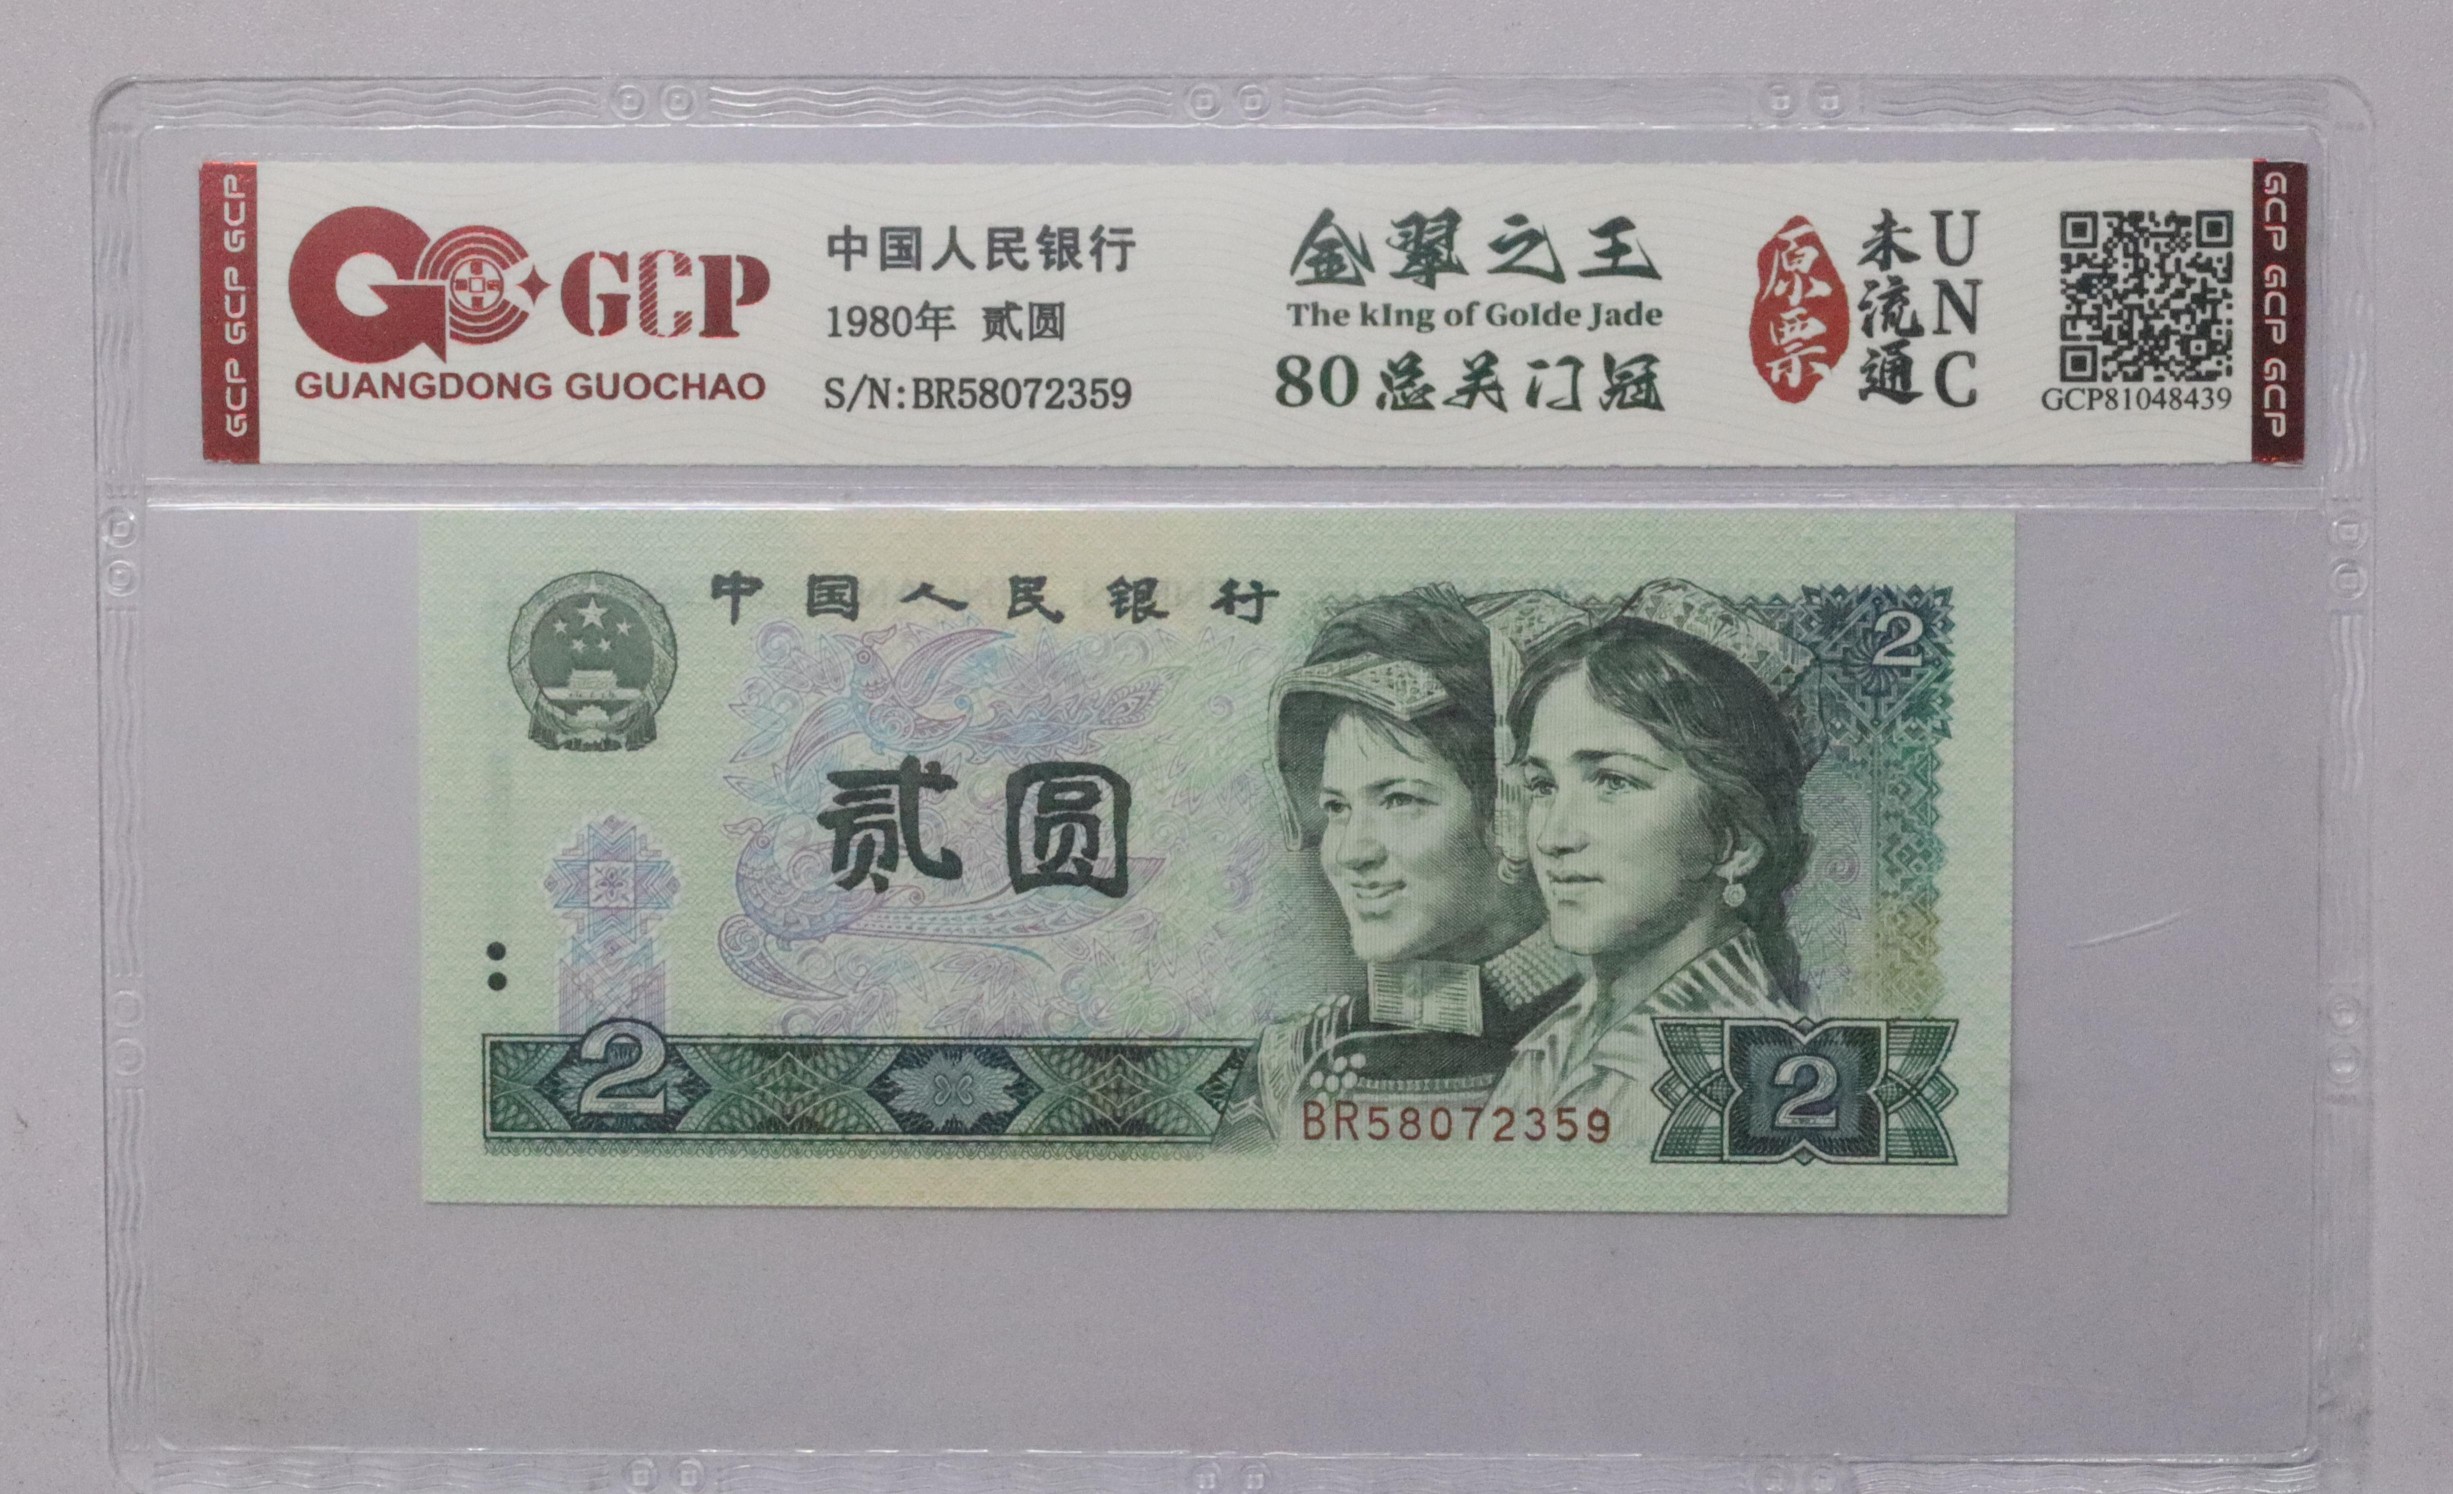 GCP GCP GCP
GCP
GUANGDONG GUOCHAO
中国人民银行
1980年 贰圆
S/N:BR58072359
金翠之王
The kIng of Golde Jade
80总关门冠
原票
未流通
UNC
GCP81048439
GCP GCP GCP
中国人民银行
2
贰圆
2
BR58072359
2